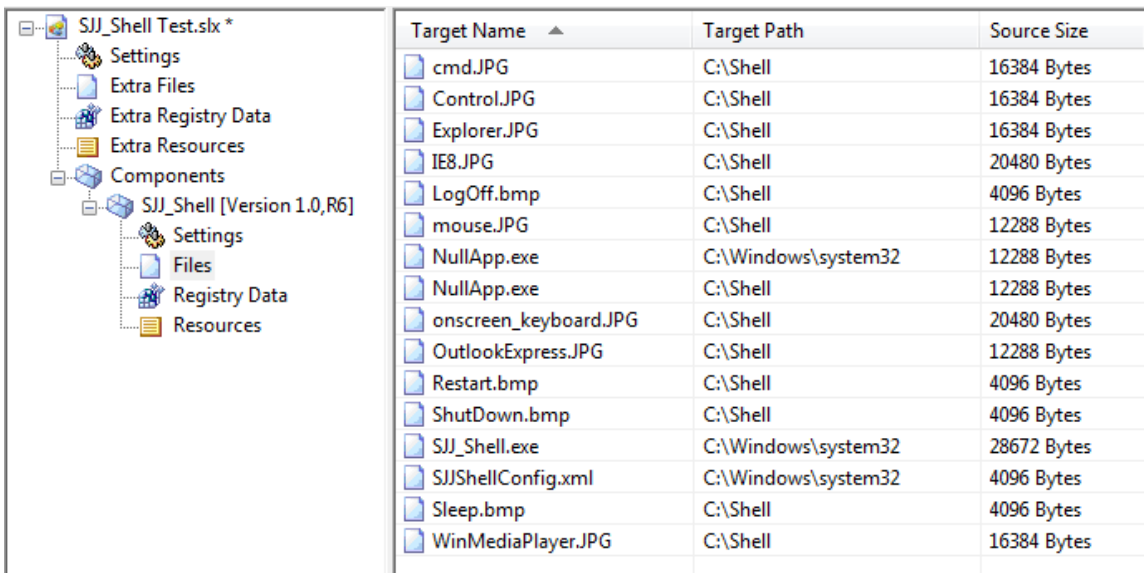 SJJ_Shell Test.slx *
Settings
Extra Files
Extra Registry Data
Extra Resources
Components
SJJ_Shell [Version 1.0,R6]
Settings
Files
Registry Data
Resources
Target Name Target Path Source Size
cmd.JPG C:\Shell 16384 Bytes
Control.JPG C:\Shell 16384 Bytes
Explorer.JPG C:\Shell 16384 Bytes
IE8.JPG C:\Shell 20480 Bytes
LogOff.bmp C:\Shell 4096 Bytes
mouse.JPG C:\Shell 12288 Bytes
NullApp.exe C:\Windows\system32 12288 Bytes
NullApp.exe C:\Shell 12288 Bytes
onscreen_keyboard.JPG C:\Shell 20480 Bytes
OutlookExpress.JPG C:\Shell 12288 Bytes
Restart.bmp C:\Shell 4096 Bytes
ShutDown.bmp C:\Shell 4096 Bytes
SJJ_Shell.exe C:\Windows\system32 28672 Bytes
SJJShellConfig.xml C:\Windows\system32 4096 Bytes
Sleep.bmp C:\Shell 4096 Bytes
WinMediaPlayer.JPG C:\Shell 16384 Bytes